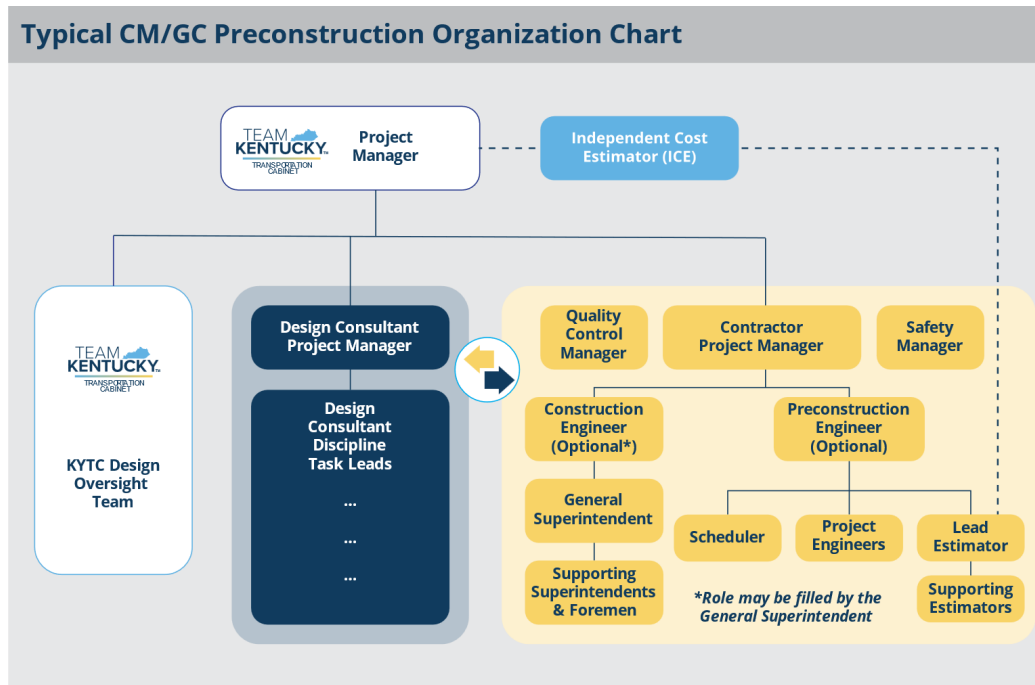 Typical CM/GC Preconstruction Organization Chart
TEAM
KENTUCKY™
TRANSPORTATION
CABINET
Project
Manager
Independent Cost
Estimator (ICE)
TEAM
KENTUCKY™
TRANSPORTATION
CABINET
KYTC Design
Oversight
Team
Design Consultant
Project Manager
Design
Consultant
Discipline
Task Leads
...
...
...
Quality
Control
Manager
Contractor
Project Manager
Safety
Manager
Construction
Engineer
(Optional*)
Preconstruction
Engineer
(Optional)
General
Superintendent
Scheduler
Project
Engineers
Lead
Estimator
Supporting
Superintendents
& Foremen
*Role may be filled by the
General Superintendent
Supporting
Estimators